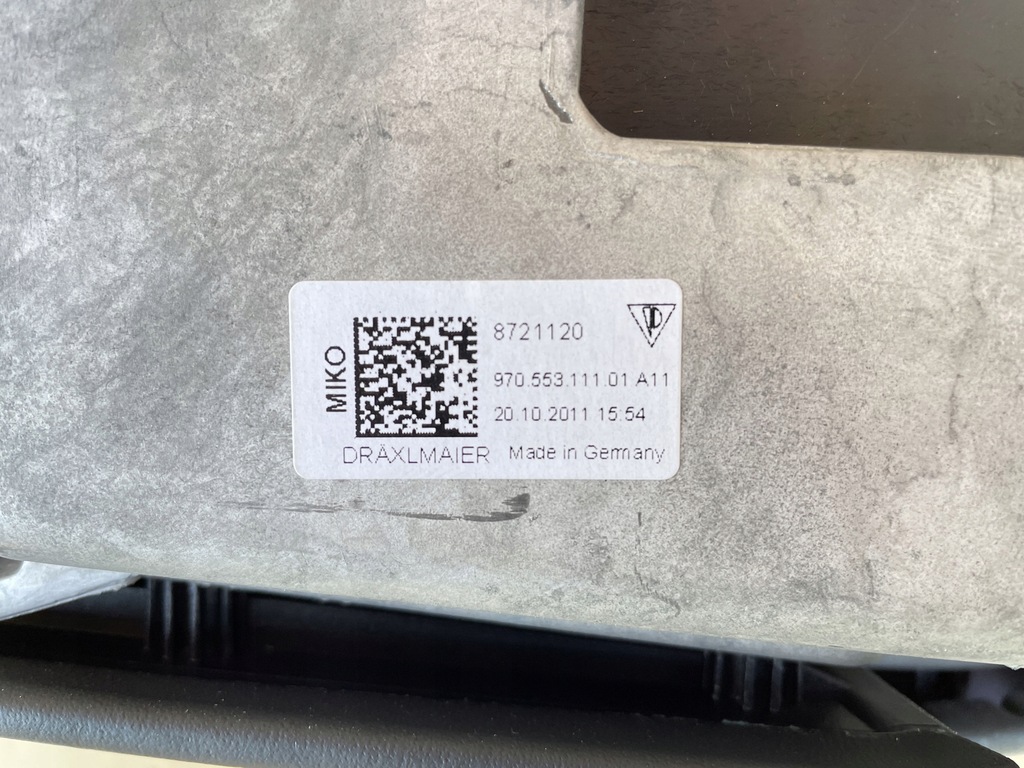 MIKO
8721120
970.553.111.01 A11
20.10.2011 15:54
DRÄXLMAIER Made in Germany